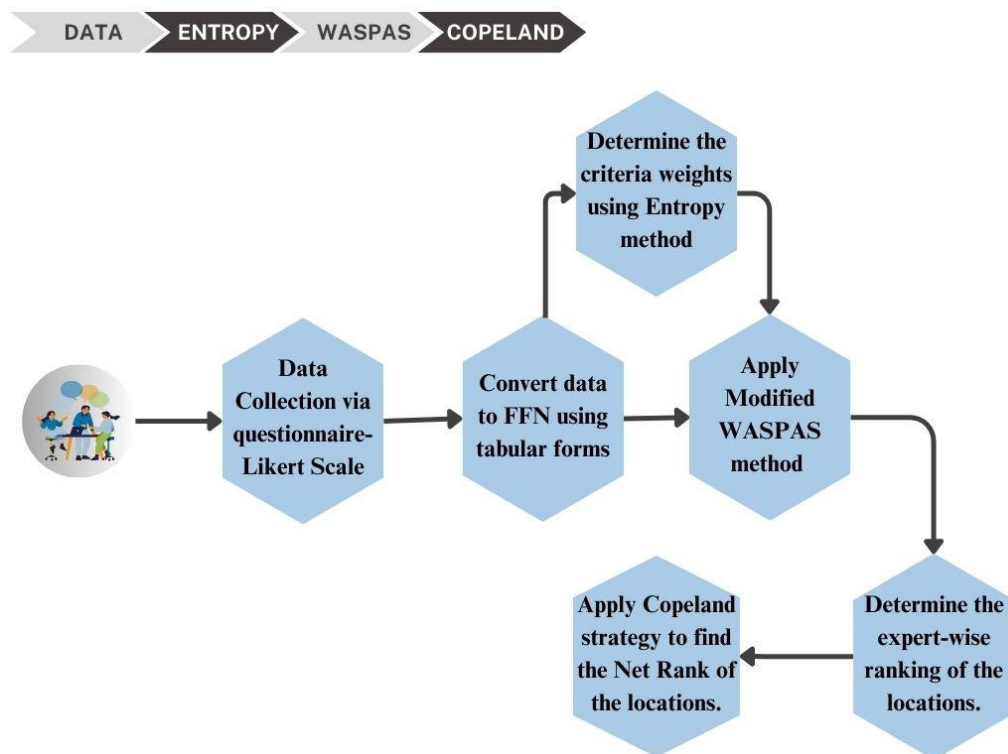 DATA ENTROPY WASPAS COPELAND
Determine the
criteria weights
using Entropy
method
Data
Collection via
questionnaire-
Likert Scale
Convert data
to FFN using
tabular forms
Apply
Modified
WASPAS
method
Determine the
expert-wise
ranking of the
locations.
Apply Copeland
strategy to find
the Net Rank of
the locations.